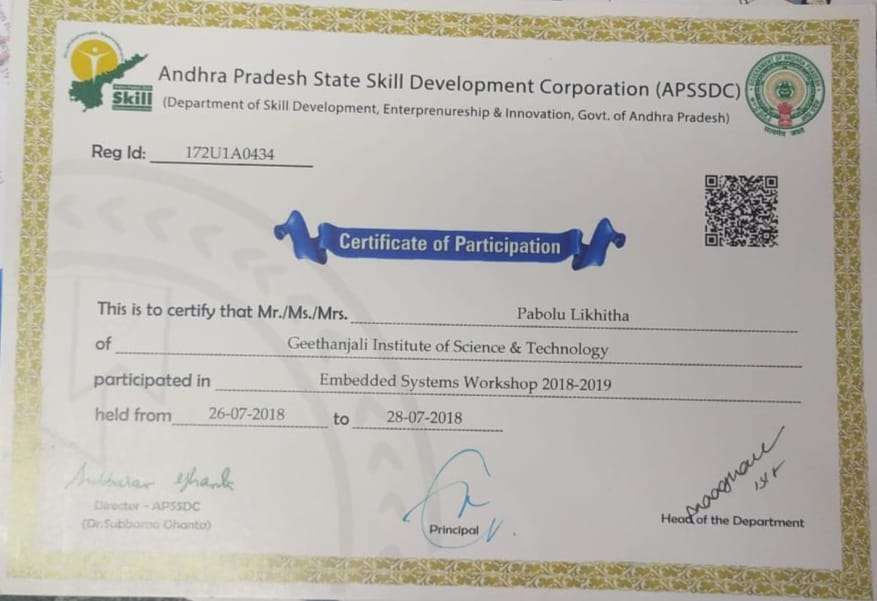 Andhra Pradesh State Skill Development Corporation (APSSDC)
(Department of Skill Development, Enterprenureship & Innovation, Govt. of Andhra Pradesh)
Skill
Reg Id: 172U1A0434
Certificate of Participation
This is to certify that Mr./Ms./Mrs. Pabolu Likhitha
of Geethanjali Institute of Science & Technology
participated in Embedded Systems Workshop 2018-2019
held from 26-07-2018 to 28-07-2018
Director - APSSDC
(Dr.Subbarna Ghanta)
Principal
Head of the Department